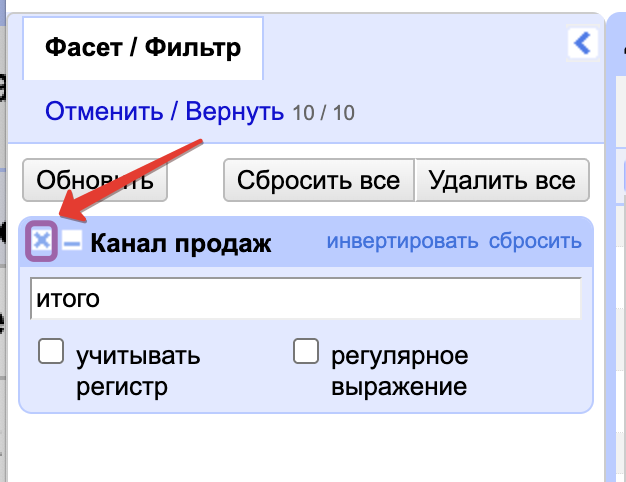 Фасет / Фильтр
Отменить / Вернуть 10 / 10
Обновить Сбросить все Удалить все
Канал продаж инвертировать сбросить
итого
учитывать регулярное
регистр выражение